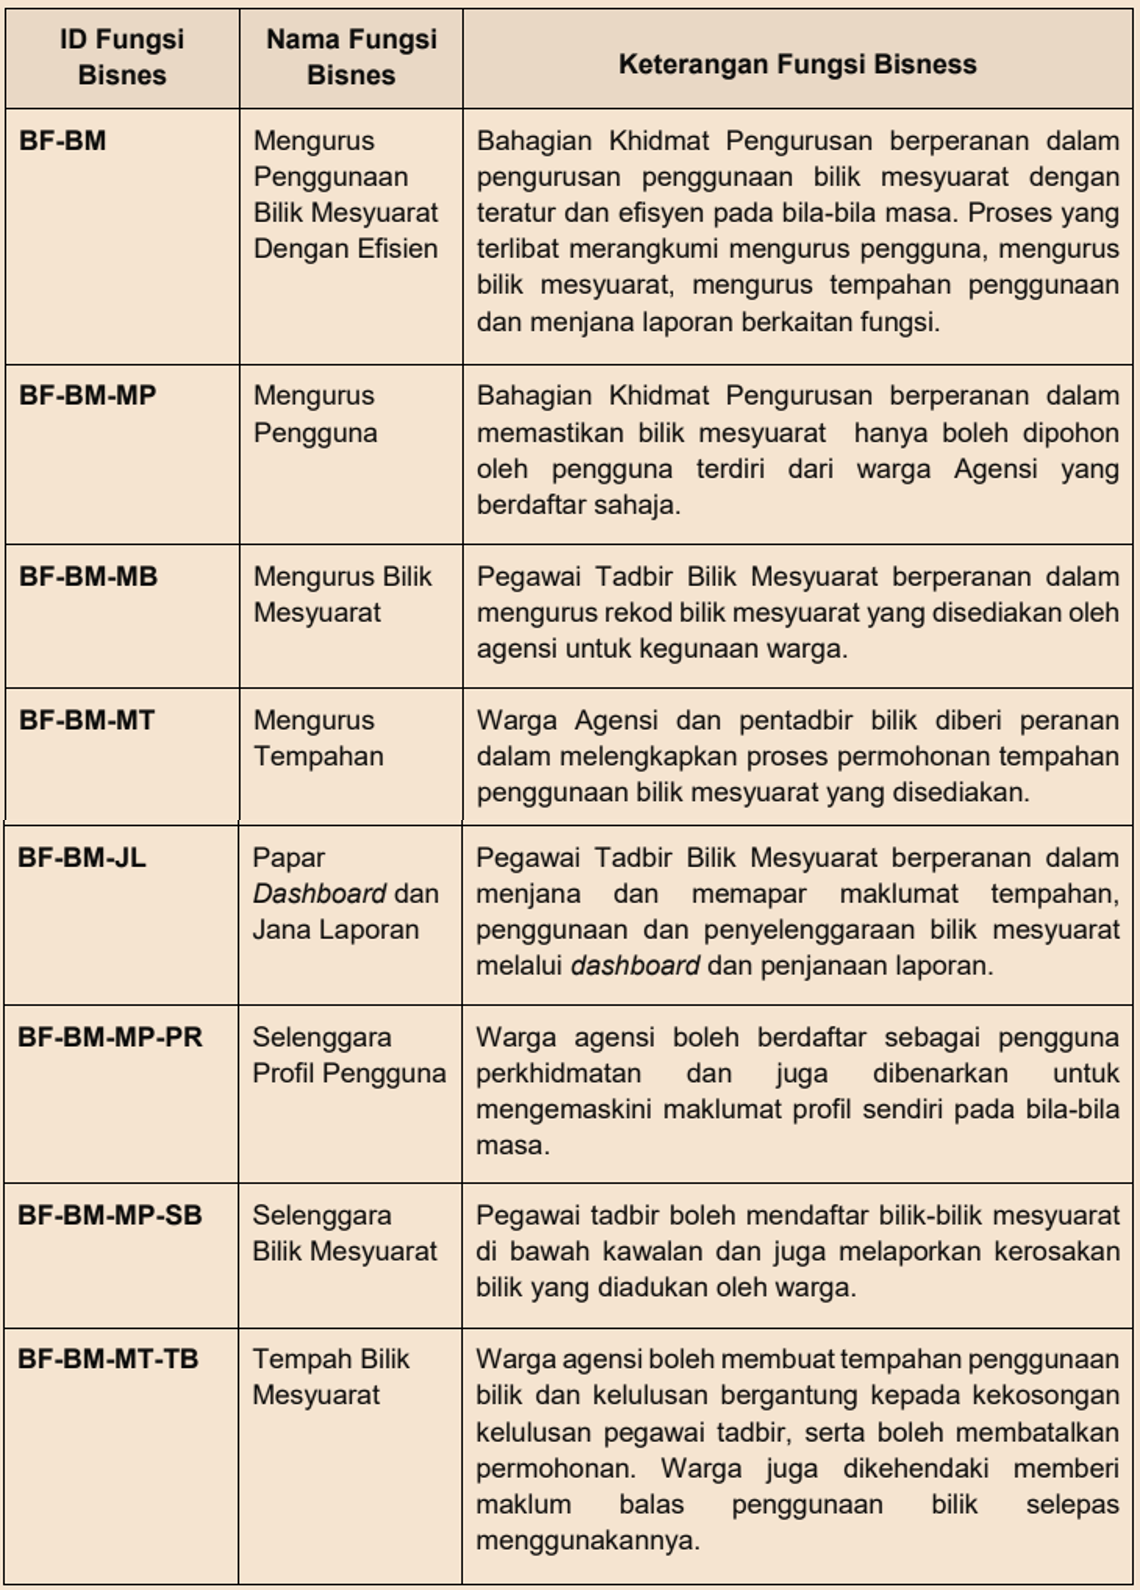 ID Fungsi
Bisnes
Nama Fungsi
Bisnes
Keterangan Fungsi Bisness
BF-BM
Mengurus
Penggunaan
Bilik Mesyuarat
Dengan Efisien
Bahagian Khidmat Pengurusan berperanan dalam
pengurusan penggunaan bilik mesyuarat dengan
teratur dan efisyen pada bila-bila masa. Proses yang
terlibat merangkumi mengurus pengguna, mengurus
bilik mesyuarat, mengurus tempahan penggunaan
dan menjana laporan berkaitan fungsi.
BF-BM-MP
Mengurus
Pengguna
Bahagian Khidmat Pengurusan berperanan dalam
memastikan bilik mesyuarat hanya boleh dipohon
oleh pengguna terdiri dari warga Agensi yang
berdaftar sahaja.
BF-BM-MB
Mengurus Bilik
Mesyuarat
Pegawai Tadbir Bilik Mesyuarat berperanan dalam
mengurus rekod bilik mesyuarat yang disediakan oleh
agensi untuk kegunaan warga.
BF-BM-MT
Mengurus
Tempahan
Warga Agensi dan pentadbir bilik diberi peranan
dalam melengkapkan proses permohonan tempahan
penggunaan bilik mesyuarat yang disediakan.
BF-BM-JL
Papar
Dashboard dan
Jana Laporan
Pegawai Tadbir Bilik Mesyuarat berperanan dalam
menjana dan memapar maklumat tempahan,
penggunaan dan penyelenggaraan bilik mesyuarat
melalui dashboard dan penjanaan laporan.
BF-BM-MP-PR
Selenggara
Profil Pengguna
Warga agensi boleh berdaftar sebagai pengguna
perkhidmatan dan juga dibenarkan untuk
mengemaskini maklumat profil sendiri pada bila-bila
masa.
BF-BM-MP-SB
Selenggara
Bilik Mesyuarat
Pegawai tadbir boleh mendaftar bilik-bilik mesyuarat
di bawah kawalan dan juga melaporkan kerosakan
bilik yang diadukan oleh warga.
BF-BM-MT-TB
Tempah Bilik
Mesyuarat
Warga agensi boleh membuat tempahan penggunaan
bilik dan kelulusan bergantung kepada kekosongan
kelulusan pegawai tadbir, serta boleh membatalkan
permohonan. Warga juga dikehendaki memberi
maklum balas penggunaan bilik selepas
menggunakannya.